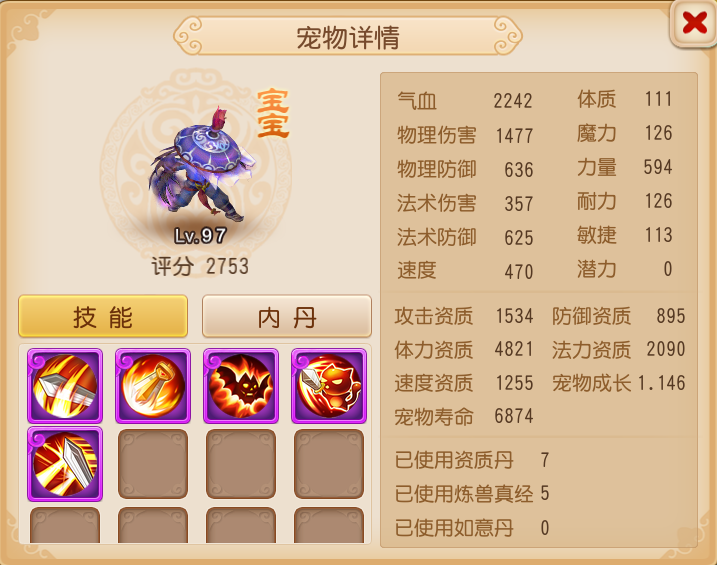 宠物详情
宝宝
Lv.97
评分 2753
技能 内丹
气血 2242 体质 111
物理伤害 1477 魔力 126
物理防御 636 力量 594
法术伤害 357 耐力 126
法术防御 625 敏捷 113
速度 470 潜力 0
攻击资质 1534 防御资质 895
体力资质 4821 法力资质 2090
速度资质 1255 宠物成长 1.146
宠物寿命 6874
已使用资质丹 7
已使用炼兽真经 5
已使用如意丹 0